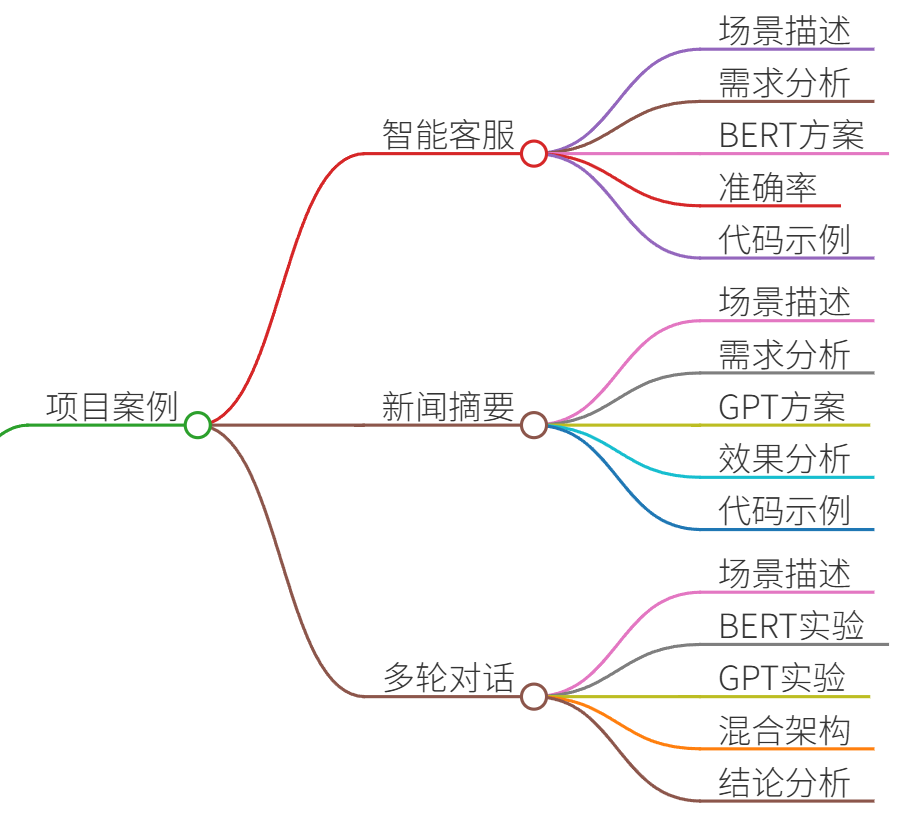 项目案例
智能客服
场景描述
需求分析
BERT方案
准确率
代码示例
新闻摘要
场景描述
需求分析
GPT方案
效果分析
代码示例
多轮对话
场景描述
BERT实验
GPT实验
混合架构
结论分析